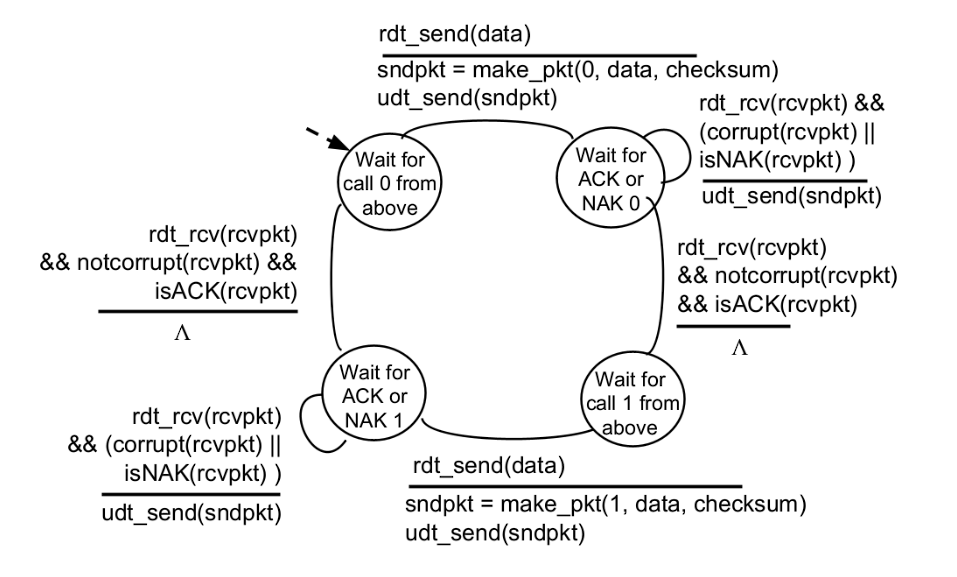 rdt_send(data)
sndpkt = make_pkt(0, data, checksum)
udt_send(sndpkt)
rdt_rcv(rcvpkt) &&
(corrupt(rcvpkt) ||
isNAK(rcvpkt) )
udt_send(sndpkt)
Wait for
call 0 from
above
Wait for
ACK or
NAK 0
rdt_rcv(rcvpkt)
&& notcorrupt(rcvpkt) &&
isACK(rcvpkt)
Λ
rdt_rcv(rcvpkt)
&& notcorrupt(rcvpkt)
&& isACK(rcvpkt)
Λ
Wait for
ACK or
NAK 1
Wait for
call 1 from
above
rdt_rcv(rcvpkt)
&& (corrupt(rcvpkt) ||
isNAK(rcvpkt) )
udt_send(sndpkt)
rdt_send(data)
sndpkt = make_pkt(1, data, checksum)
udt_send(sndpkt)